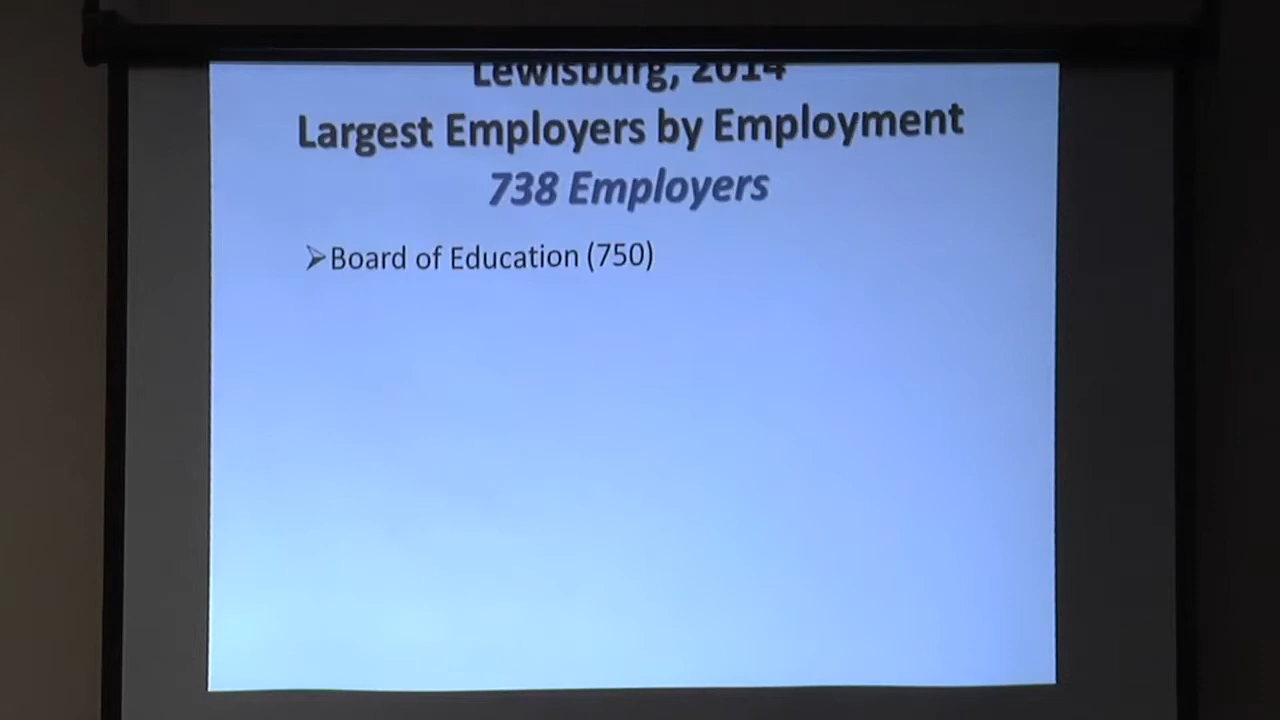 Lewisburg, 2014
Largest Employers by Employment
738 Employers
➢Board of Education (750)